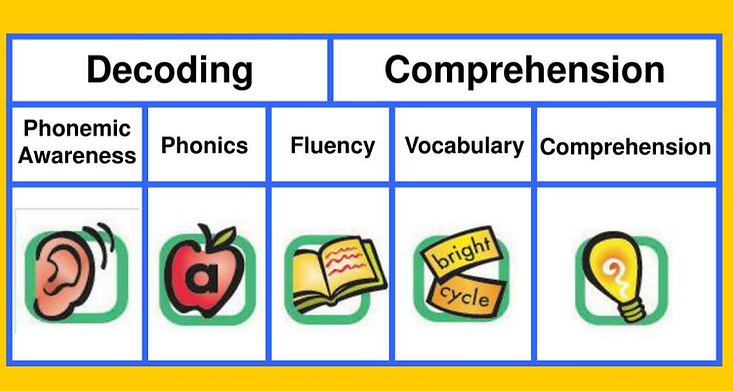 Decoding
Comprehension
Phonemic
Awareness
Phonics
Fluency
Vocabulary
Comprehension
a
bright
cycle